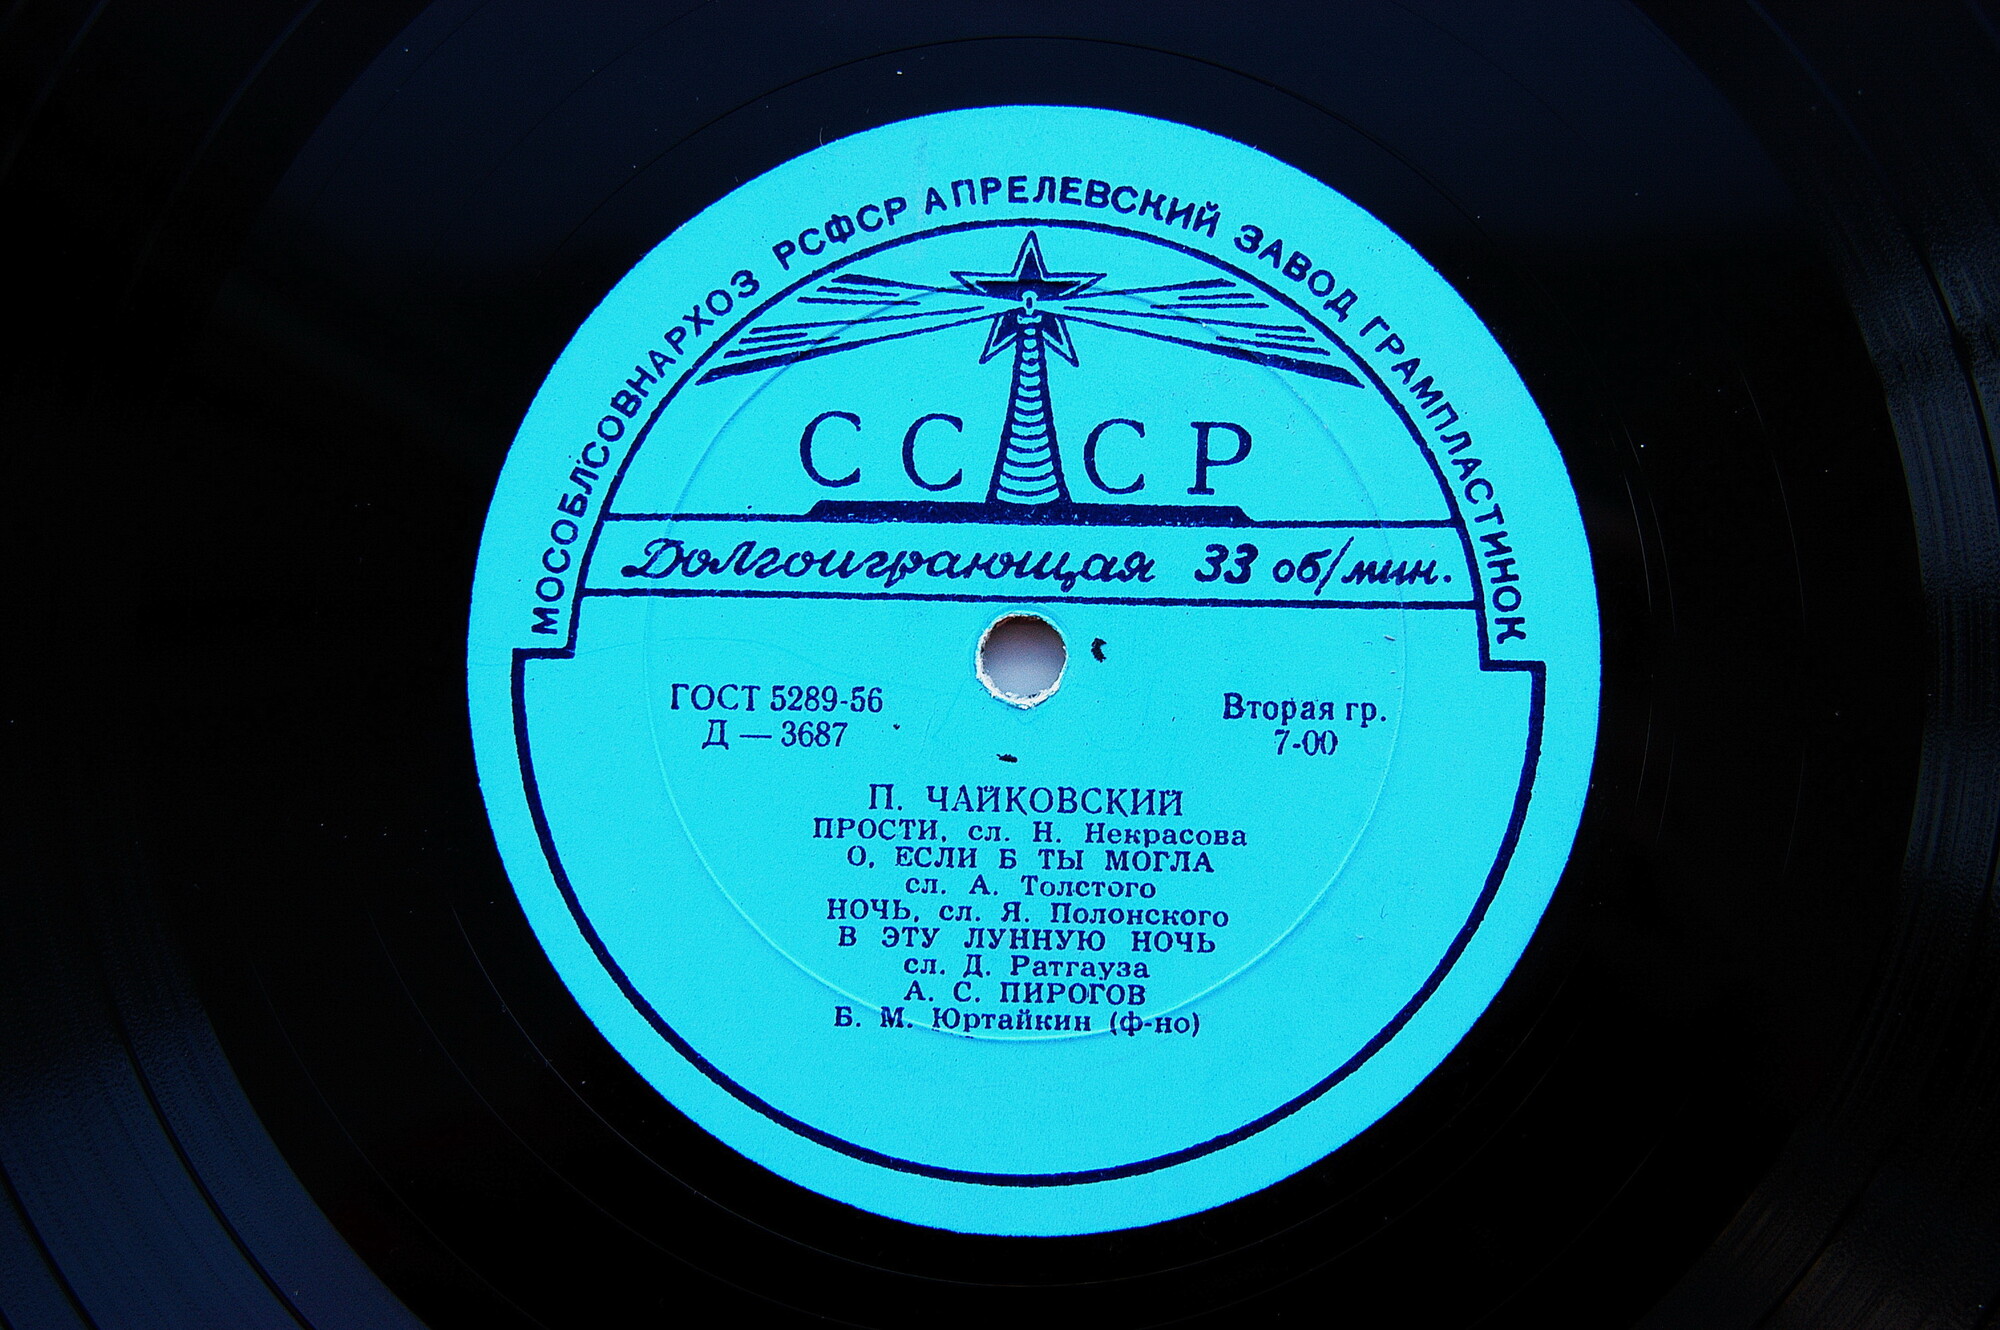 МОСОБЛСОВНАРХОЗ РСФСР АПРЕЛЕВСКИЙ ЗАВОД ГРАМПЛАСТИНОК
СССР
Долгоиграющая 33 об/мин.
ГОСТ 5289-56
Д — 3687
Вторая гр.
7-00
П. ЧАЙКОВСКИЙ
ПРОСТИ, сл. Н. Некрасова
О, ЕСЛИ Б ТЫ МОГЛА
сл. А. Толстого
НОЧЬ, сл. Я. Полонского
В ЭТУ ЛУННУЮ НОЧЬ
сл. Д. Ратгауза
А. С. ПИРОГОВ
Б. М. Юртайкин (ф-но)